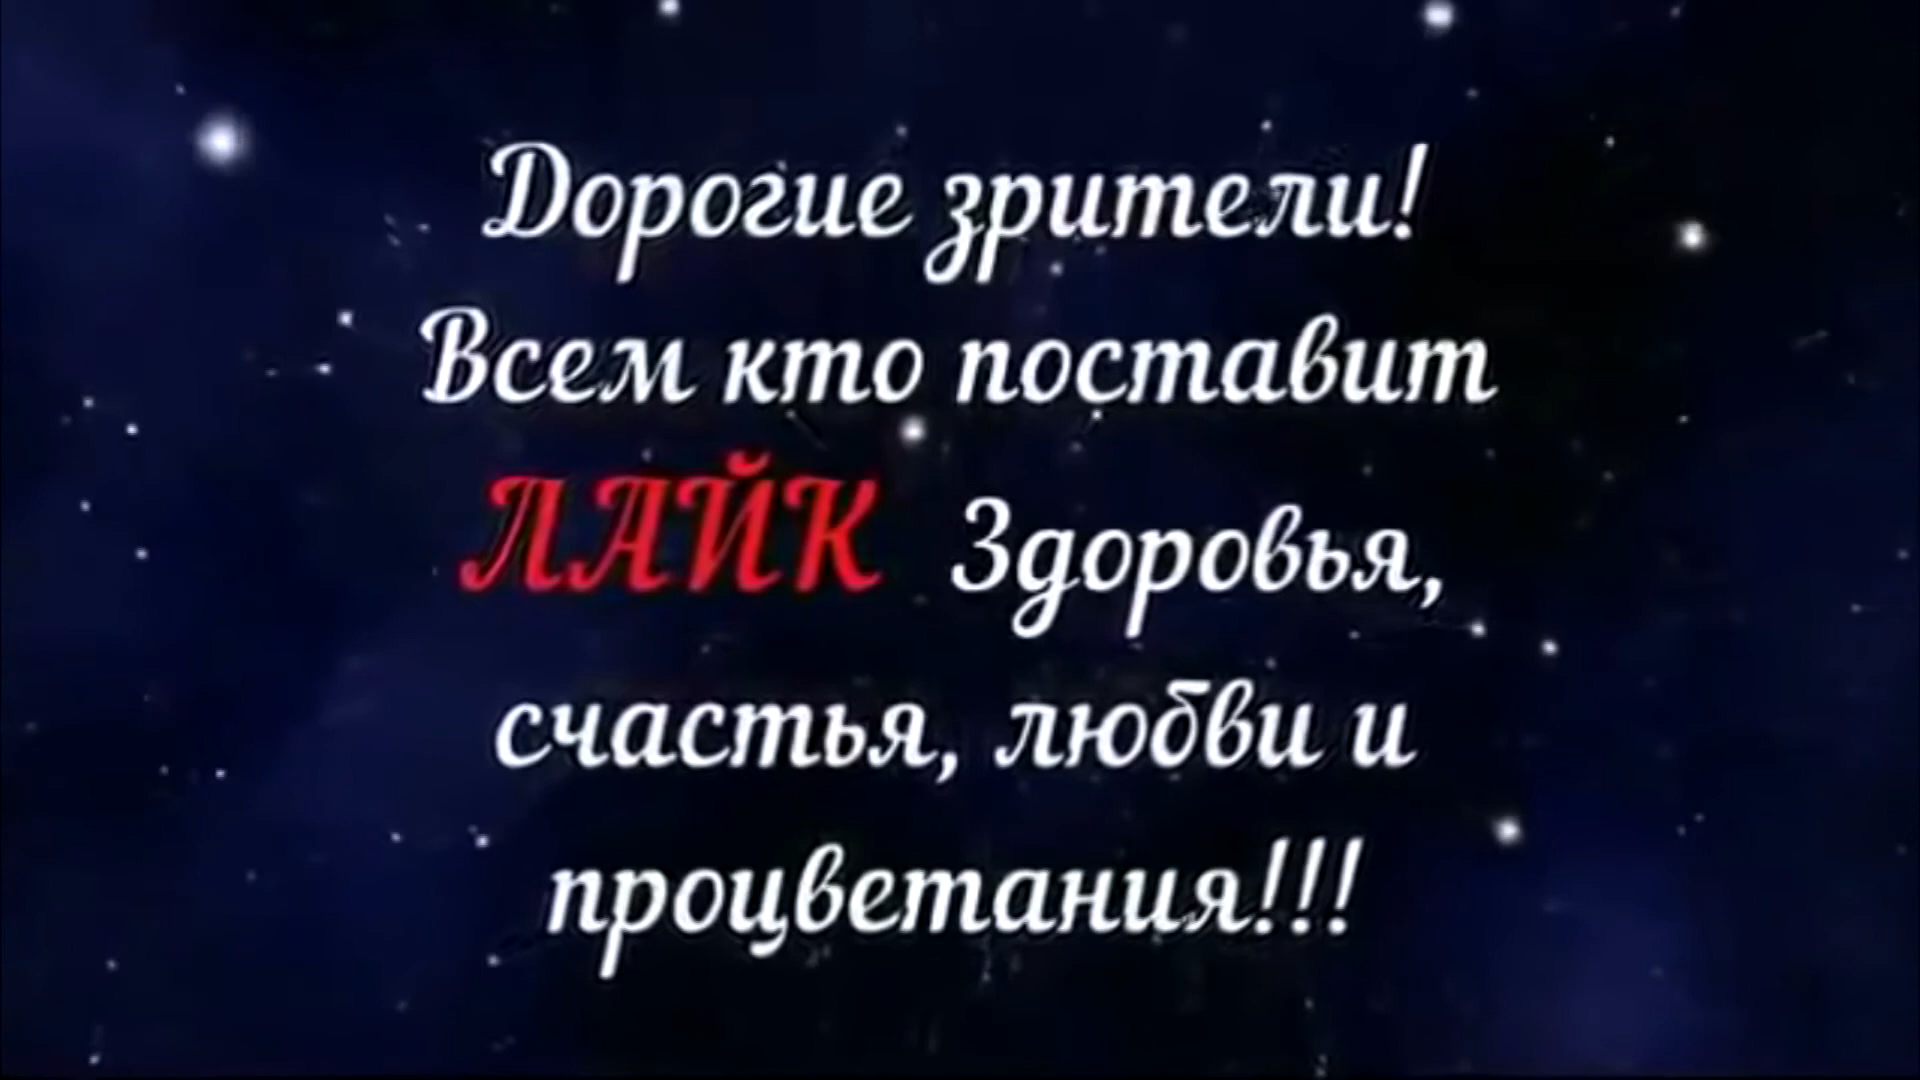 Дорогие зрители!
Всем кто поставит
ЛАЙК Здоровья,
счастья, любви и
процветания!!!